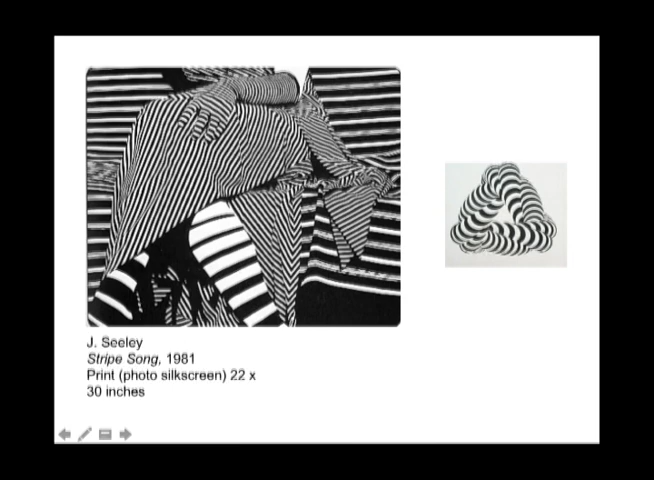 J. Seeley
Stripe Song, 1981
Print (photo silkscreen) 22 x
30 inches